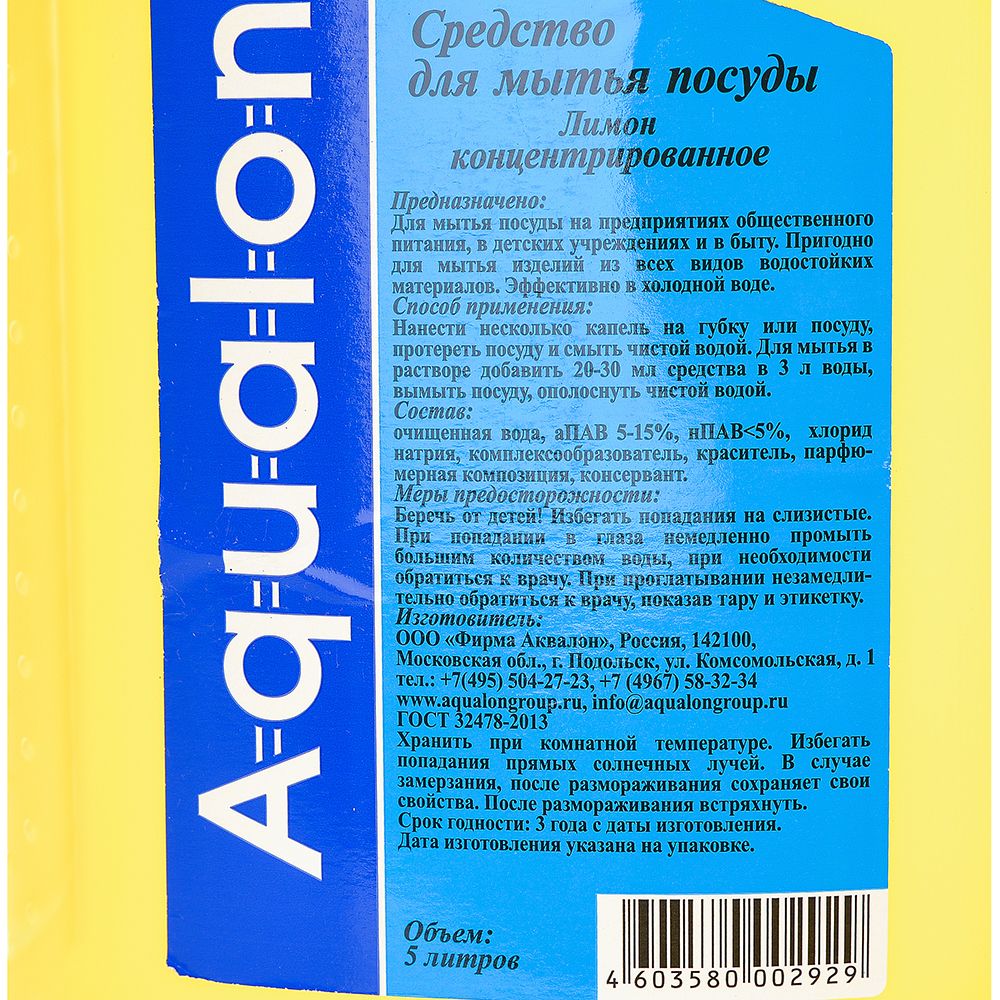 A=q=u=a=l=o=n
Средство
для мытья посуды
Лимон
концентрированное
Предназначено:
Для мытья посуды на предприятиях общественного
питания, в детских учреждениях и в быту. Пригодно
для мытья изделий из всех видов водостойких
материалов. Эффективно в холодной воде.
Способ применения:
Нанести несколько капель на губку или посуду,
протереть посуду и смыть чистой водой. Для мытья в
растворе добавить 20-30 мл средства в 3 л воды,
вымыть посуду, ополоснуть чистой водой.
Состав:
очищенная вода, аПАВ 5-15%, нПАВ<5%, хлорид
натрия, комплексообразователь, краситель, парфю-
мерная композиция, консервант.
Меры предосторожности:
Беречь от детей! Избегать попадания на слизистые.
При попадании в глаза немедленно промыть
большим количеством воды, при необходимости
обратиться к врачу. При проглатывании незамедли-
тельно обратиться к врачу, показав тару и этикетку.
Изготовитель:
ООО «Фирма Аквалон», Россия, 142100,
Московская обл., г. Подольск, ул. Комсомольская, д. 1
тел.: +7(495) 504-27-23, +7 (4967) 58-32-34
www.aqualongroup.ru, info@aqualongroup.ru
ГОСТ 32478-2013
Хранить при комнатной температуре. Избегать
попадания прямых солнечных лучей. В случае
замерзания, после размораживания сохраняет свои
свойства. После размораживания встряхнуть.
Срок годности: 3 года с даты изготовления.
Дата изготовления указана на упаковке.
Объем:
5 литров
4 603580 002929